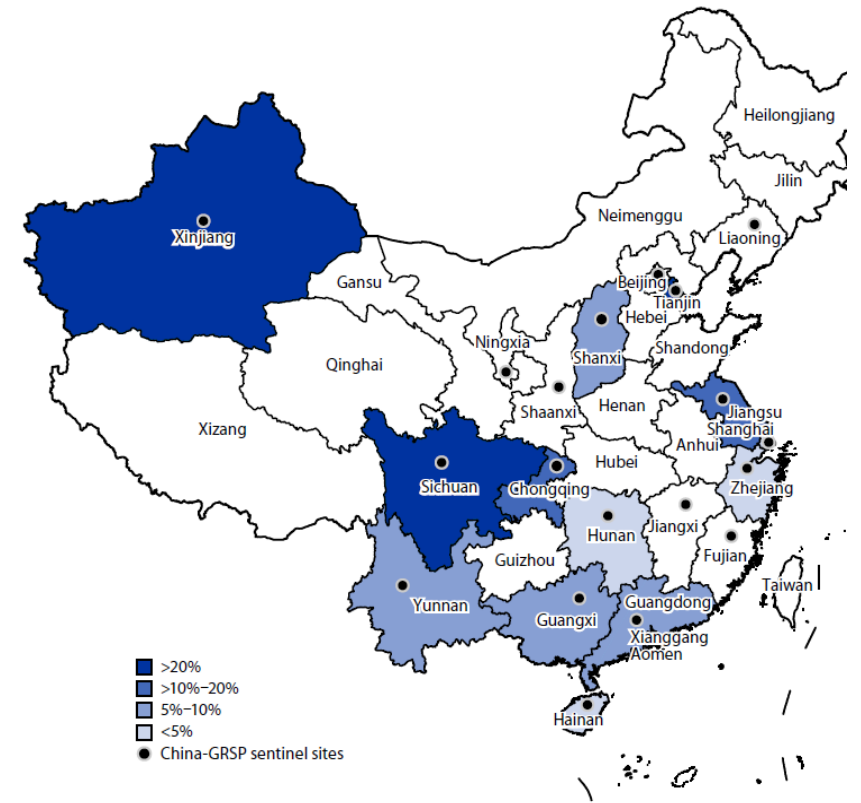 Heilongjiang
Jilin
Neimenggu
Liaoning
Xinjiang
Gansu
Beijing
Tianjin
Hebei
Ningxia
Shanxi
Shandong
Qinghai
Shaanxi
Henan
Jiangsu
Shanghai
Xizang
Anhui
Hubei
Sichuan
Chongqing
Zhejiang
Hunan
Jiangxi
Guizhou
Fujian
Taiwan
Yunnan
Guangxi
Guangdong
Xianggang
Aomen
Hainan
>20%
>10%–20%
5%–10%
<5%
China-GRSP sentinel sites